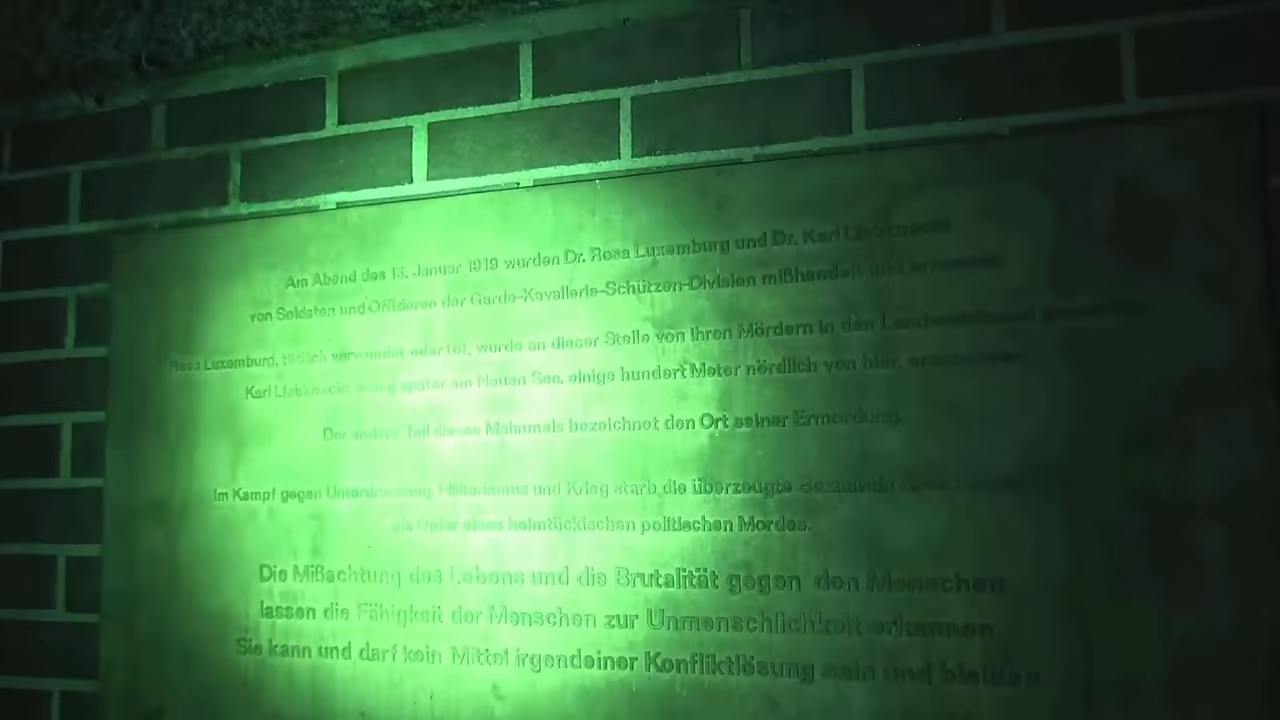 Am Abend des 15. Januar 1919 wurden Dr. Rosa Luxemburg und Dr. Karl Liebknecht
von Soldaten und Offizieren der Garde-Kavallerie-Schützen-Division mißhandelt und ermordet.
Rosa Luxemburg, tödlich verwundet oder tot, wurde an dieser Stelle von ihren Mördern in den Landwehrkanal
Karl Liebknecht wenig später am Neuen See, einige hundert Meter nördlich von hier,
Der andere Teil dieses Mahnmals bezeichnet den Ort seiner Ermordung.
Im Kampf gegen Unterdrückung, Militarismus und Krieg starb die überzeugte Sozialistin
als Opfer eines heimtückischen politischen Mordes.
Die Mißachtung des Lebens und die Brutalität gegen den Menschen
lassen die Fähigkeit der Menschen zur Unmenschlichkeit erkennen.
Sie kann und darf kein Mittel irgendeiner Konfliktlösung sein und bleiben